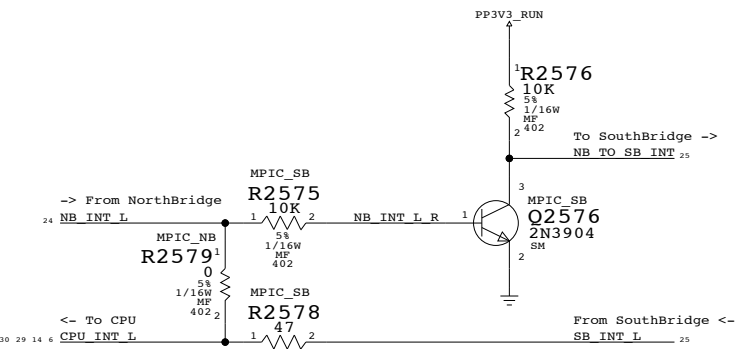 PP3V3_RUN
1
R2576
10K
5%
1/16W
MF
402
2
To SouthBridge ->
NB_TO_SB_INT 25
3
MPIC_SB
Q2576
2N3904
SM
1
2
MPIC_SB
R2575
10K
1 2
5%
1/16W
MF
402
-> From NorthBridge
24 NB_INT_L
NB_INT_L_R
MPIC_NB
R2579
1
0
5%
1/16W
MF
402
2
MPIC_SB
R2578
47
1 2
<- To CPU
30 29 14 6 CPU_INT_L
From SouthBridge <-
SB_INT_L 25